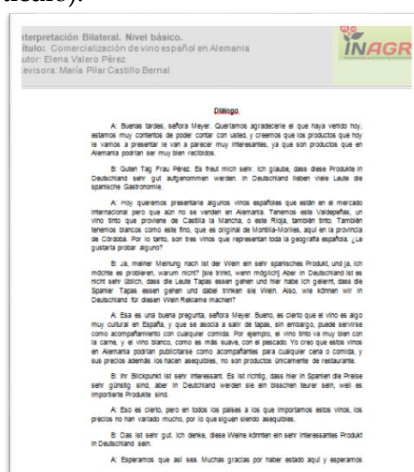 tículo).
nterpretación Bilateral. Nivel básico.
ítulo: Comercialización de vino español en Alemania
utor: Elena Valero Pérez
evisora: María Pilar Castillo Bernal
INAGR
Diálogo
A: Buenas tardes, señora Meyer. Queríamos agradecerle el que haya venido hoy,
estamos muy contentos de poder contar con usted, y creemos que los productos que hoy
le vamos a presentar le van a parecer muy interesantes, ya que son productos que en
Alemania podrían ser muy bien recibidos.
B: Guten Tag Frau Pérez. Es freut mich sehr. Ich glaube, dass diese Produkte in
Deutschland sehr gut aufgenommen werden. In Deutschland lieben viele Leute die
spanische Gastronomie.
A: Hoy queremos presentarle algunos vinos españoles que están en el mercado
internacional pero que aún no se venden en Alemania. Tenemos este Valdepeñas, un
vino tinto que proviene de Castilla la Mancha, o este Rioja, también tinto. También
tenemos blancos como este fino, que es original de Montilla-Moriles, aquí en la provincia
de Córdoba. Por lo tanto, son tres vinos que representan toda la geografía española. ¿Le
gustaría probar alguno?
B: Ja, meiner Meinung nach ist der Wein ein sehr spanisches Produkt, und ja, ich
möchte es probieren, warum nicht? [sie trinkt, wenn möglich] Aber in Deutschland ist es
nicht sehr üblich, dass die Leute Tapas essen gehen und hier habe ich gelernt, dass die
Spanier Tapas essen gehen und dabei trinken sie Wein. Also, wie können wir in
Deutschland für diesen Wein Reklame machen?
A: Esa es una buena pregunta, señora Meyer. Bueno, es cierto que el vino es algo
muy cultural en España, y que se asocia a salir de tapas, sin embargo, puede servirse
como acompañamiento con cualquier comida. Por ejemplo, el vino tinto va muy bien con
la carne, y el vino blanco, como es más suave, con el pescado. Yo creo que estos vinos
en Alemania podrían publicitarse como acompañantes para cualquier cena o comida, y
sus precios además los hacen asequibles, no son productos únicamente de restaurante.
B: Ihr Blickpunkt ist sehr interessant. Es ist richtig, dass hier in Spanien die Preise
sehr günstig sind, aber in Deutchland werden sie ein bisschen teurer sein, weil es
importierte Produkte sind.
A: Eso es cierto, pero en todos los países a los que importamos estos vinos, los
precios no han variado mucho, por lo que siguen siendo asequibles.
B: Das ist sehr gut. Ich denke, diese Weine könnten ein sehr interessantes Produkt
in Deutschland sein.
A: Esperamos que así sea. Muchas gracias por haber estado aquí y esperamos